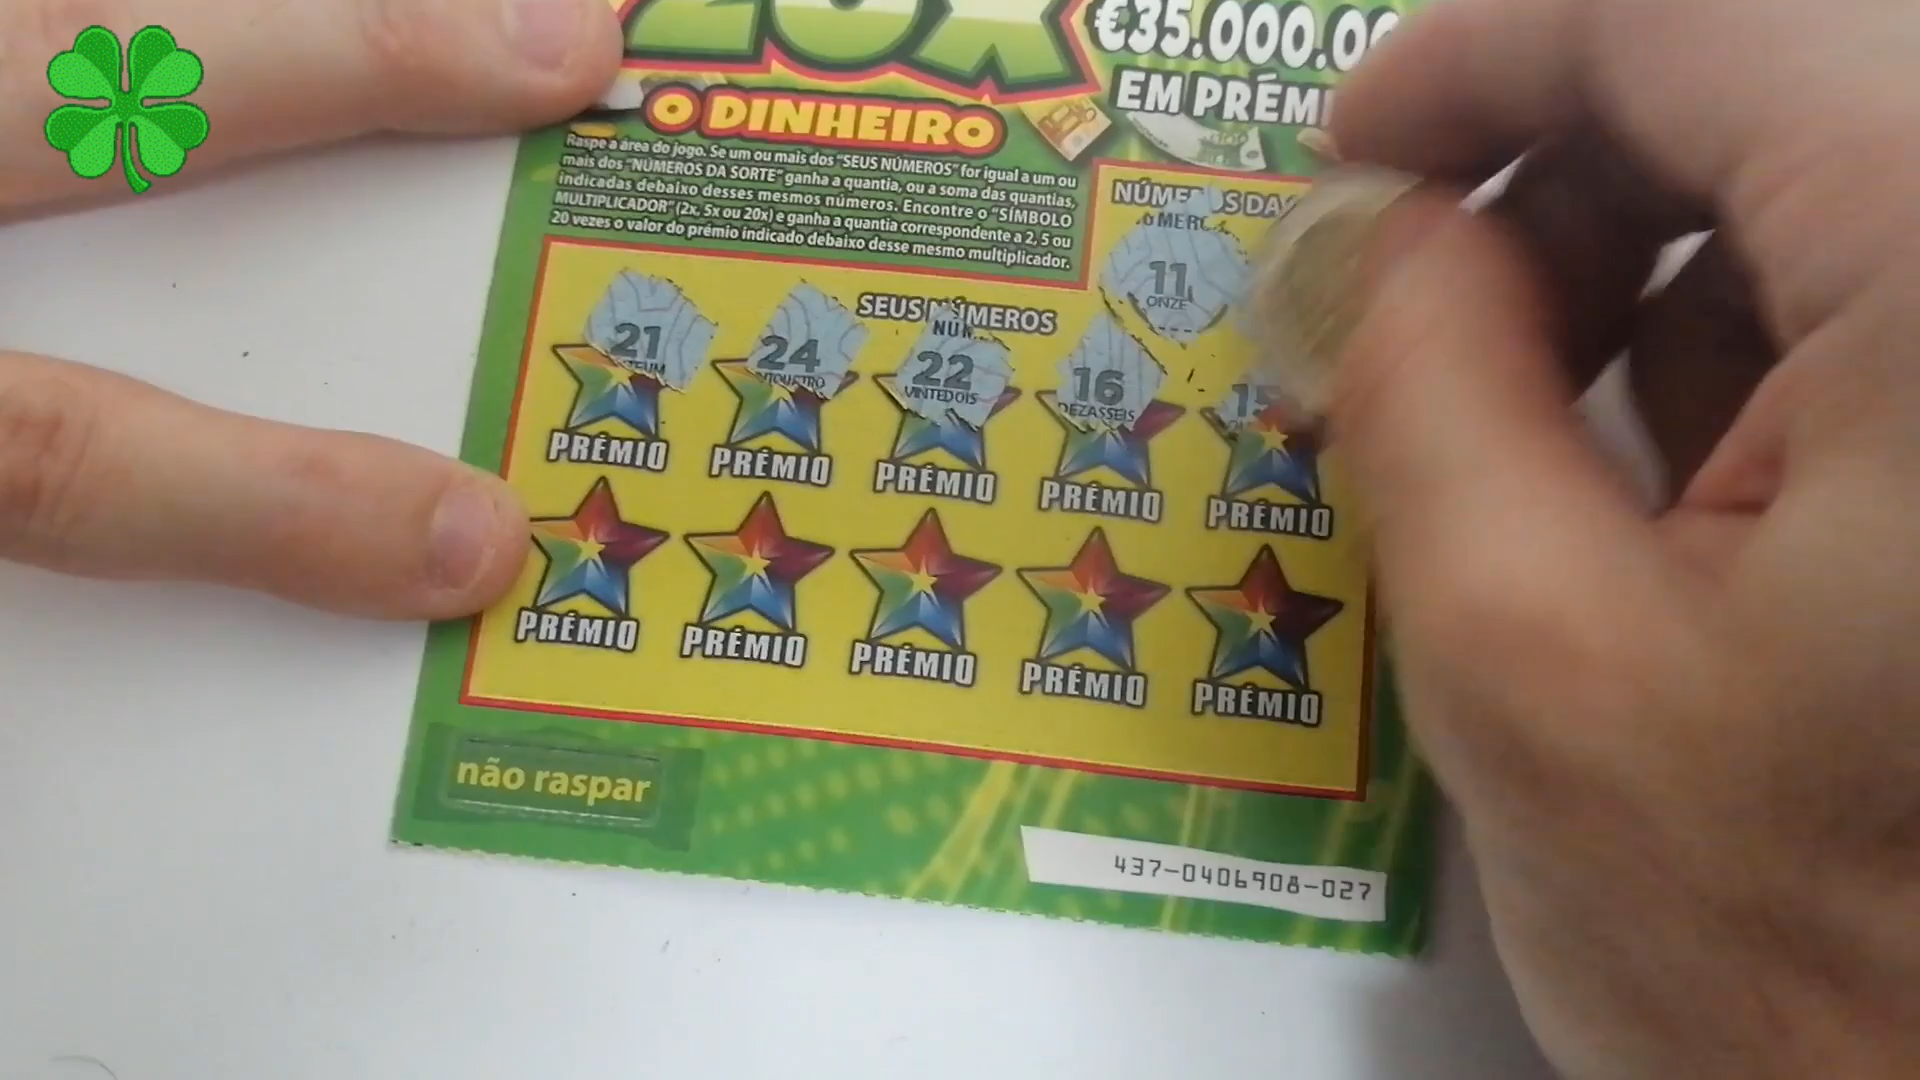 20X
€35.000.00
O DINHEIRO
EM PRÉMI
Raspe a área do jogo. Se um ou mais dos "SEUS NÚMEROS" for igual a um ou
mais dos "NÚMEROS DA SORTE" ganha a quantia, ou a soma das quantias,
indicadas debaixo desses mesmos números. Encontre o "SÍMBOLO
MULTIPLICADOR" (2x, 5x ou 20x) e ganha a quantia correspondente a 2, 5 ou
20 vezes o valor do prémio indicado debaixo desse mesmo multiplicador.
NÚMEROS DA
11
ONZE
SEUS NÚMEROS
21 24 22 16 15
VINTEDOIS DEZASSEIS
PRÉMIO PRÉMIO PRÉMIO PRÉMIO PRÉMIO
PRÉMIO PRÉMIO PRÉMIO PRÉMIO PRÉMIO
não raspar
437-0406908-027